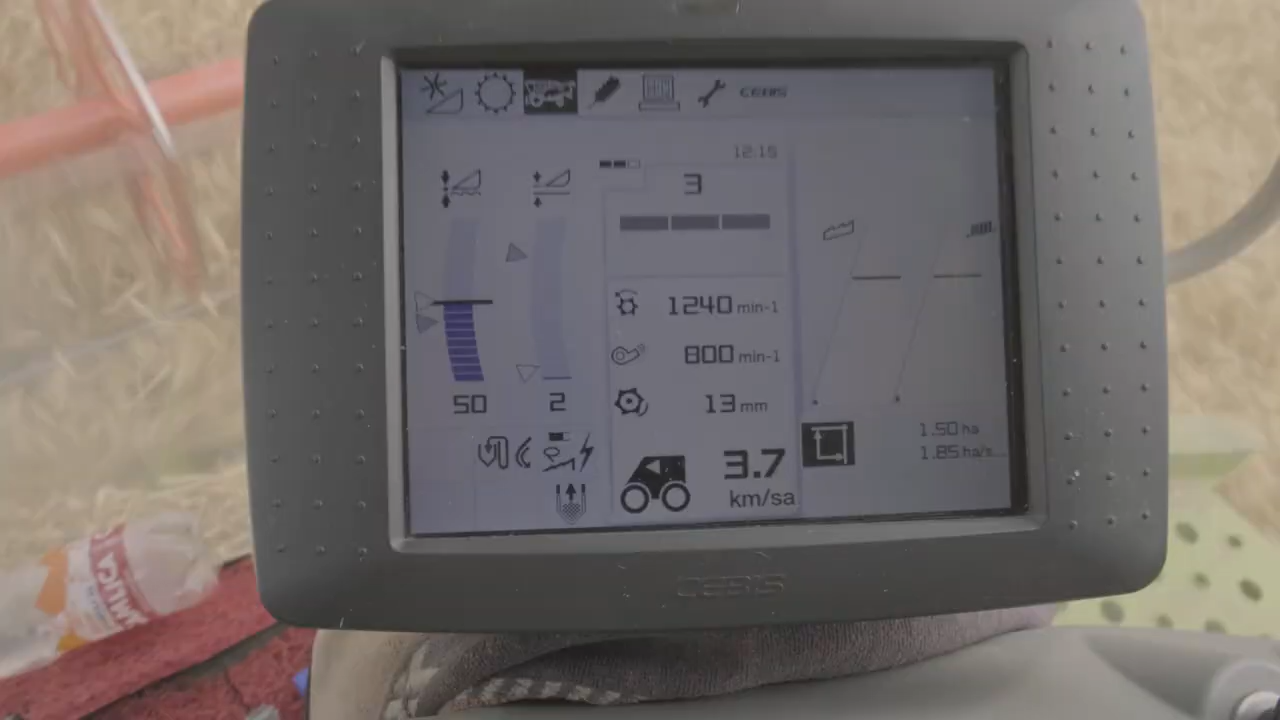 CEBIS
12:15
3
1240 min-1
800 min-1
50
2
13 mm
3.7
km/sa
1.50 ha
1.85 ha/s...
CEBIS